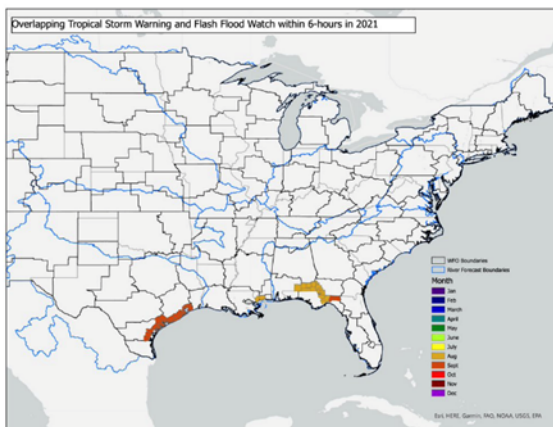 Overlapping Tropical Storm Warning and Flash Flood Watch within 6-hours in 2021
WFO Boundaries
River Forecast Boundaries
Month
Jan
Feb
March
April
May
June
July
Aug
Sept
Oct
Nov
Dec
Esri, HERE, Garmin, FAO, NOAA, USGS, EPA